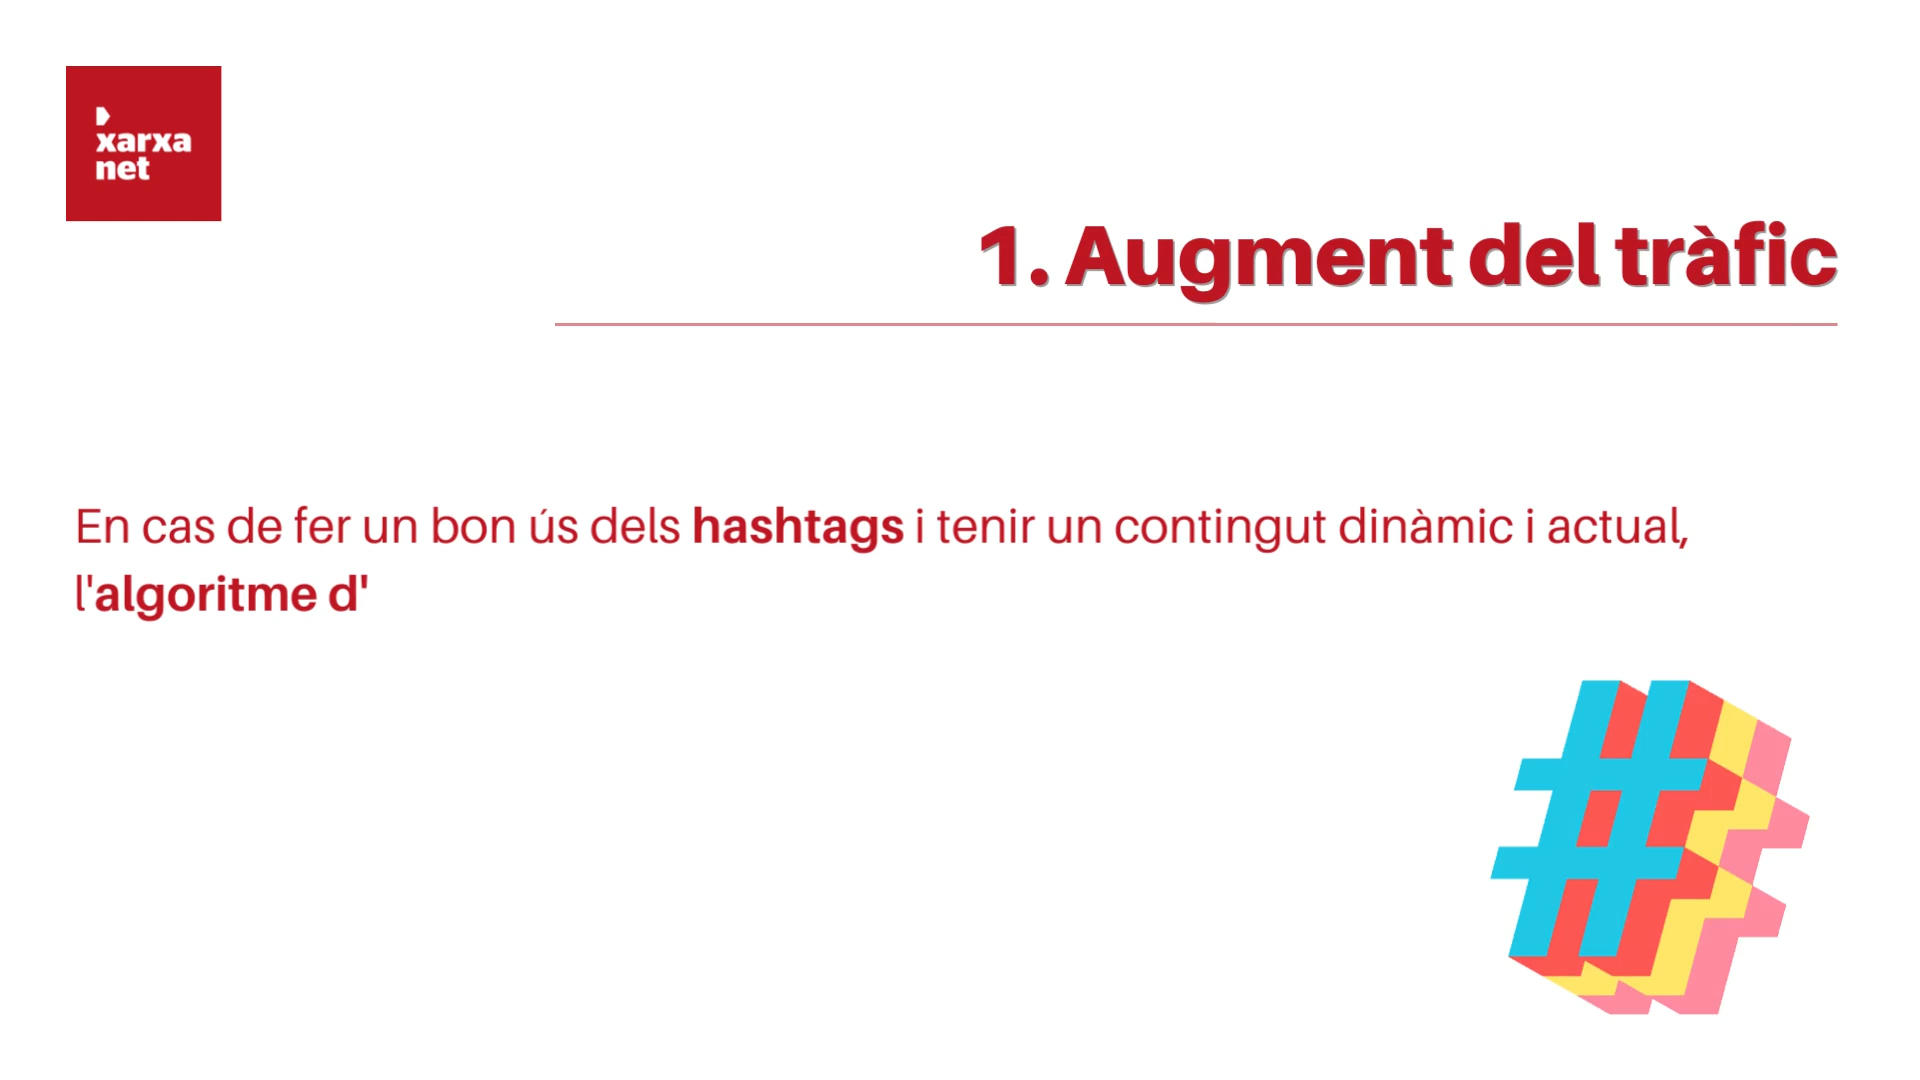 xarxa
net
1. Augment del tràfic
En cas de fer un bon ús dels hashtags i tenir un contingut dinàmic i actual,
l'algoritme d'
#